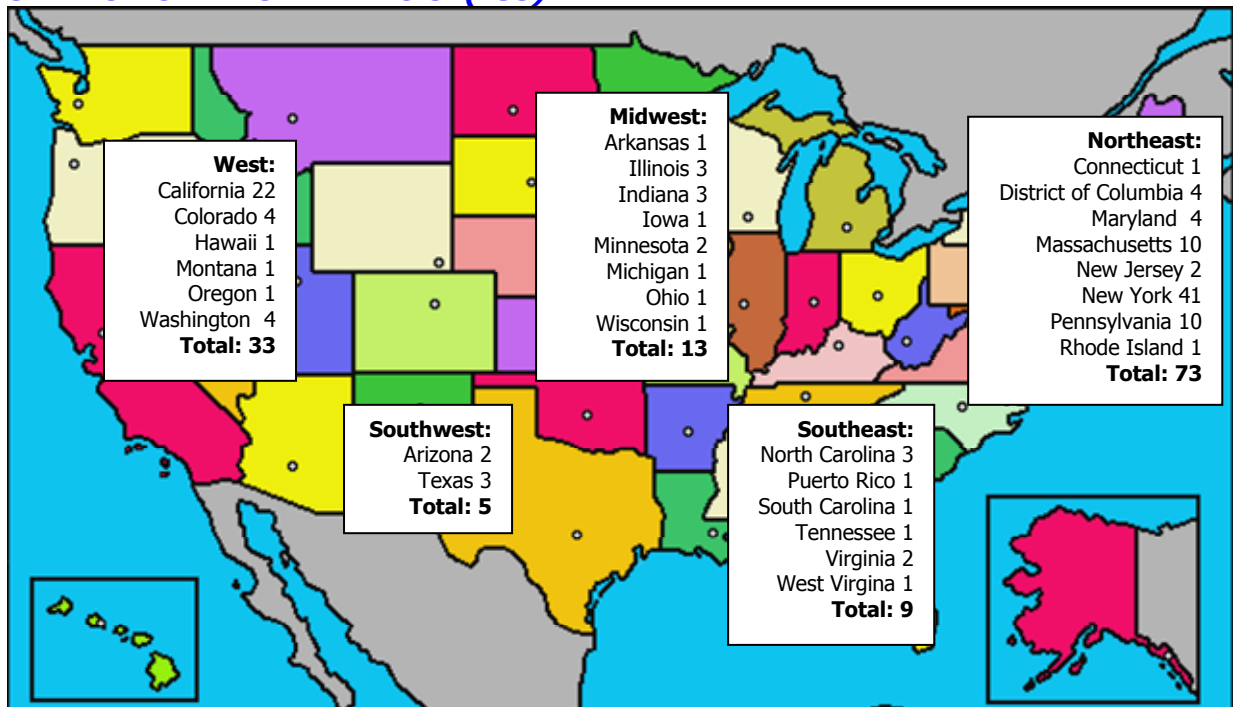 West:
California 22
Colorado 4
Hawaii 1
Montana 1
Oregon 1
Washington 4
Total: 33
Midwest:
Arkansas 1
Illinois 3
Indiana 3
Iowa 1
Minnesota 2
Michigan 1
Ohio 1
Wisconsin 1
Total: 13
Northeast:
Connecticut 1
District of Columbia 4
Maryland 4
Massachusetts 10
New Jersey 2
New York 41
Pennsylvania 10
Rhode Island 1
Total: 73
Southwest:
Arizona 2
Texas 3
Total: 5
Southeast:
North Carolina 3
Puerto Rico 1
South Carolina 1
Tennessee 1
Virginia 2
West Virgina 1
Total: 9